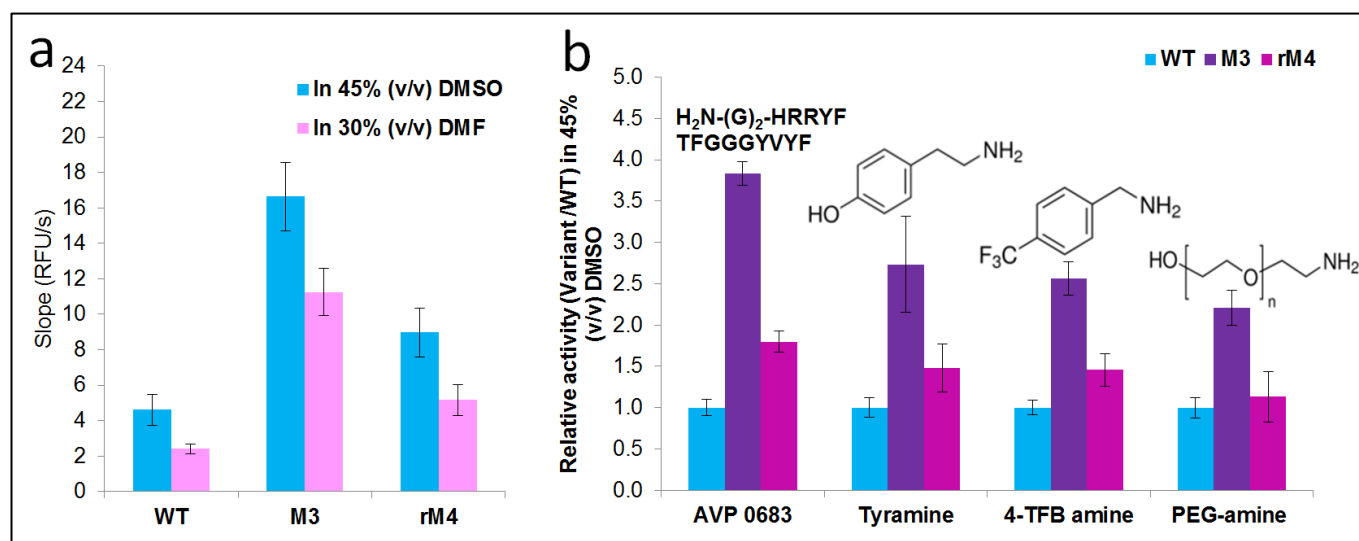 a
Slope (RFU/s)
24
22
20
18
16
14
12
10
8
6
4
2
0
In 45% (v/v) DMSO
In 30% (v/v) DMF
WT M3 rM4
b
Relative activity (Variant /WT) in 45%
(v/v) DMSO
WT M3 rM4
5.0
4.5
4.0
3.5
3.0
2.5
2.0
1.5
1.0
0.5
0.0
H₂N-(G)₂-HRRYF
TFGGGYVYF
NH₂
HO
NH₂
F₃C
HO
O
n
NH₂
AVP 0683 Tyramine 4-TFB amine PEG-amine